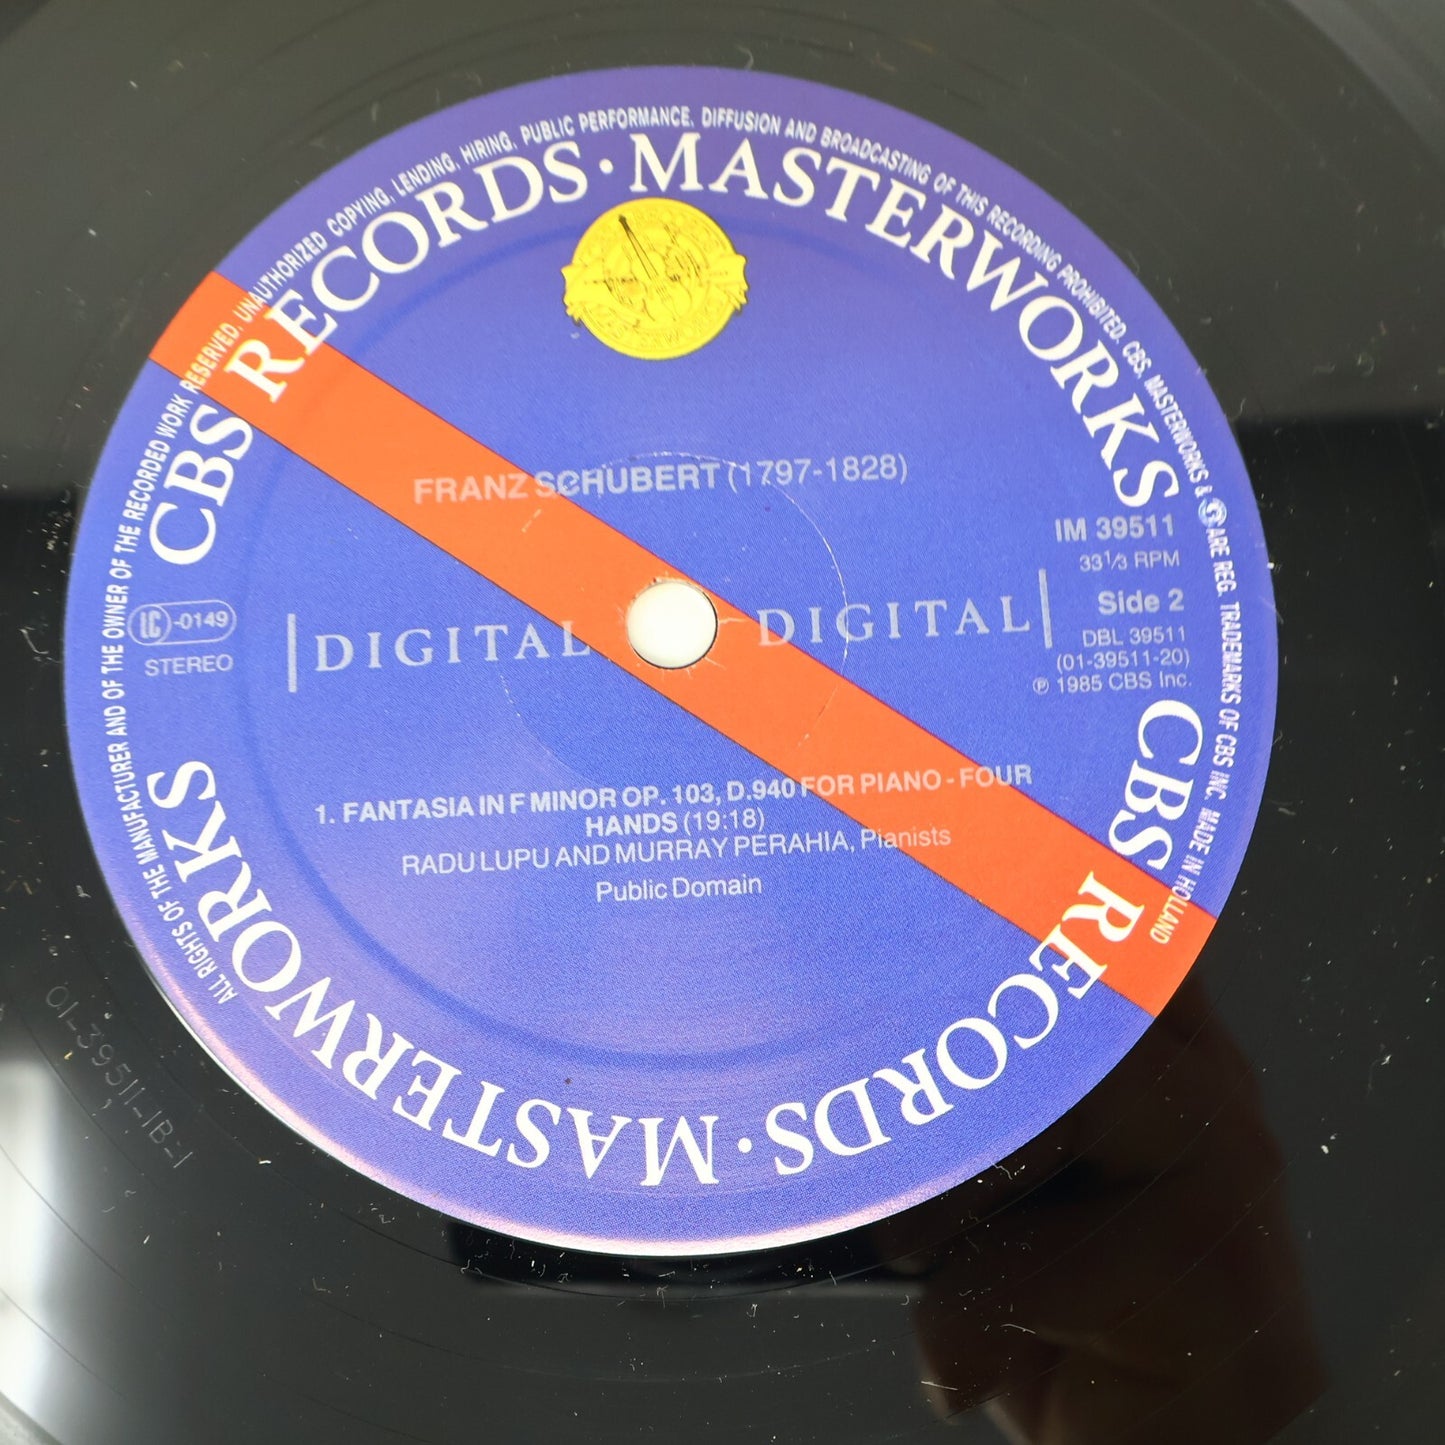 ALL RIGHTS OF THE MANUFACTURER AND OF THE OWNER OF THE RECORDED WORK RESERVED. UNAUTHORIZED COPYING, LENDING, HIRING, PUBLIC PERFORMANCE, DIFFUSION AND BROADCASTING OF THIS RECORDING PROHIBITED. CBS, MASTERWORKS & ARE REG. TRADEMARKS OF CBS INC. MADE IN HOLLAND
CBS RECORDS · MASTERWORKS
CBS RECORDS · MASTERWORKS
FRANZ SCHUBERT (1797-1828)
IM 39511
33 1/3 RPM
Side 2
DBL 39511
(01-39511-20)
℗ 1985 CBS Inc.
LC -0149
STEREO
DIGITAL DIGITAL
1. FANTASIA IN F MINOR OP. 103, D.940 FOR PIANO - FOUR
HANDS (19:18)
RADU LUPU AND MURRAY PERAHIA, Pianists
Public Domain
01-39511-1B-1